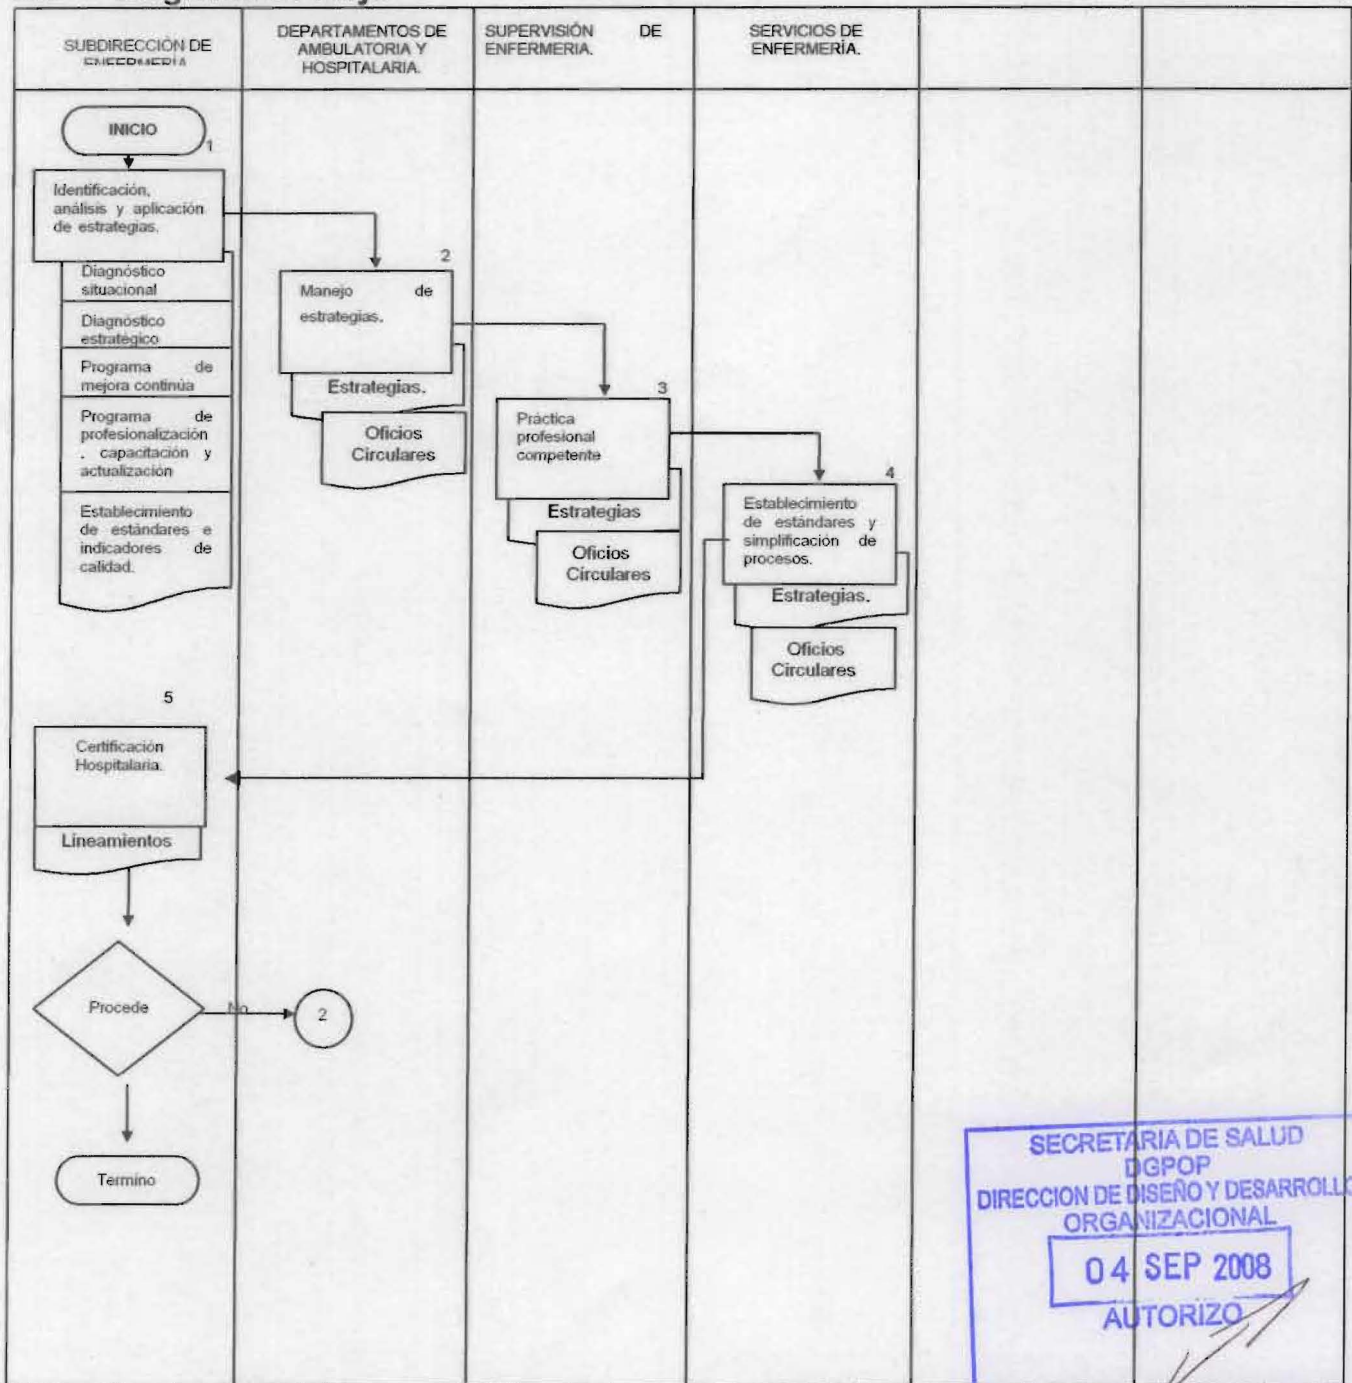 SUBDIRECCIÓN DE
ENFERMERÍA
DEPARTAMENTOS DE
AMBULATORIA Y
HOSPITALARIA.
SUPERVISIÓN DE
ENFERMERIA.
SERVICIOS DE
ENFERMERÍA.
INICIO
1
Identificación,
análisis y aplicación
de estrategias.
Diagnóstico
situacional
Diagnóstico
estratégico
Programa de
mejora continúa
Programa de
profesionalización
, capacitación y
actualización
Establecimiento
de estándares e
indicadores de
calidad.
2
Manejo de
estrategias.
Estrategias.
Oficios
Circulares
3
Práctica
profesional
competente
Estrategias
Oficios
Circulares
4
Establecimiento
de estándares y
simplificación de
procesos.
Estrategias.
Oficios
Circulares
5
Certificación
Hospitalaria.
Lineamientos
Procede
No
2
Termino
SECRETARIA DE SALUD
DGPOP
DIRECCION DE DISEÑO Y DESARROLLO
ORGANIZACIONAL
04 SEP 2008
AUTORIZO